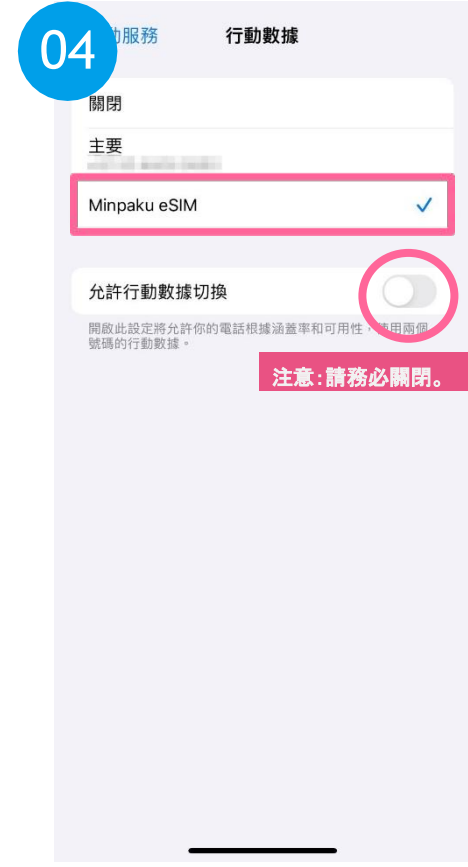 04
動服務
行動數據
關閉
主要
Minpaku eSIM
允許行動數據切換
開啟此設定將允許你的電話根據涵蓋率和可用性，使用兩個
號碼的行動數據。
注意:請務必關閉。